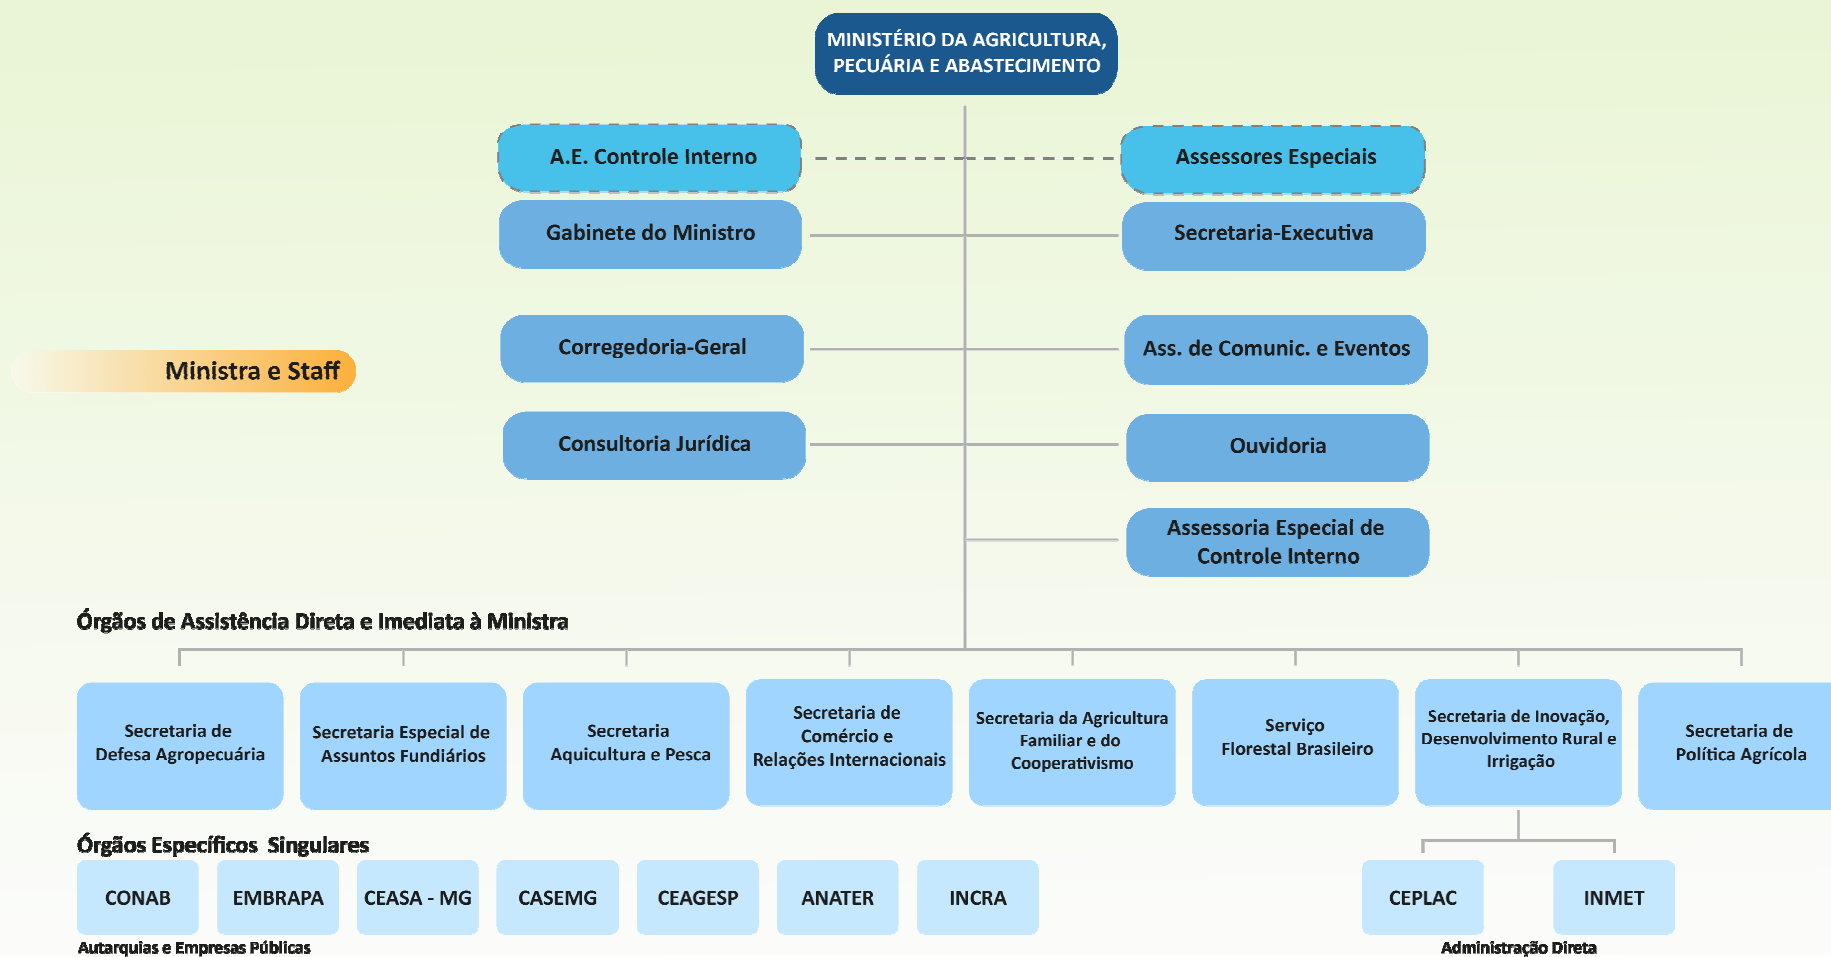 MINISTÉRIO DA AGRICULTURA,
PECUÁRIA E ABASTECIMENTO
A.E. Controle Interno
Assessores Especiais
Gabinete do Ministro
Secretaria-Executiva
Corregedoria-Geral
Ass. de Comunic. e Eventos
Ministra e Staff
Consultoria Jurídica
Ouvidoria
Assessoria Especial de
Controle Interno
Órgãos de Assistência Direta e Imediata à Ministra
Secretaria de
Defesa Agropecuária
Secretaria Especial de
Assuntos Fundiários
Secretaria
Aquicultura e Pesca
Secretaria de
Comércio e
Relações Internacionais
Secretaria da Agricultura
Familiar e do
Cooperativismo
Serviço
Florestal Brasileiro
Secretaria de Inovação,
Desenvolvimento Rural e
Irrigação
Secretaria de
Política Agrícola
Órgãos Específicos Singulares
CONAB
EMBRAPA
CEASA - MG
CASEMG
CEAGESP
ANATER
INCRA
CEPLAC
INMET
Autarquias e Empresas Públicas
Administração Direta